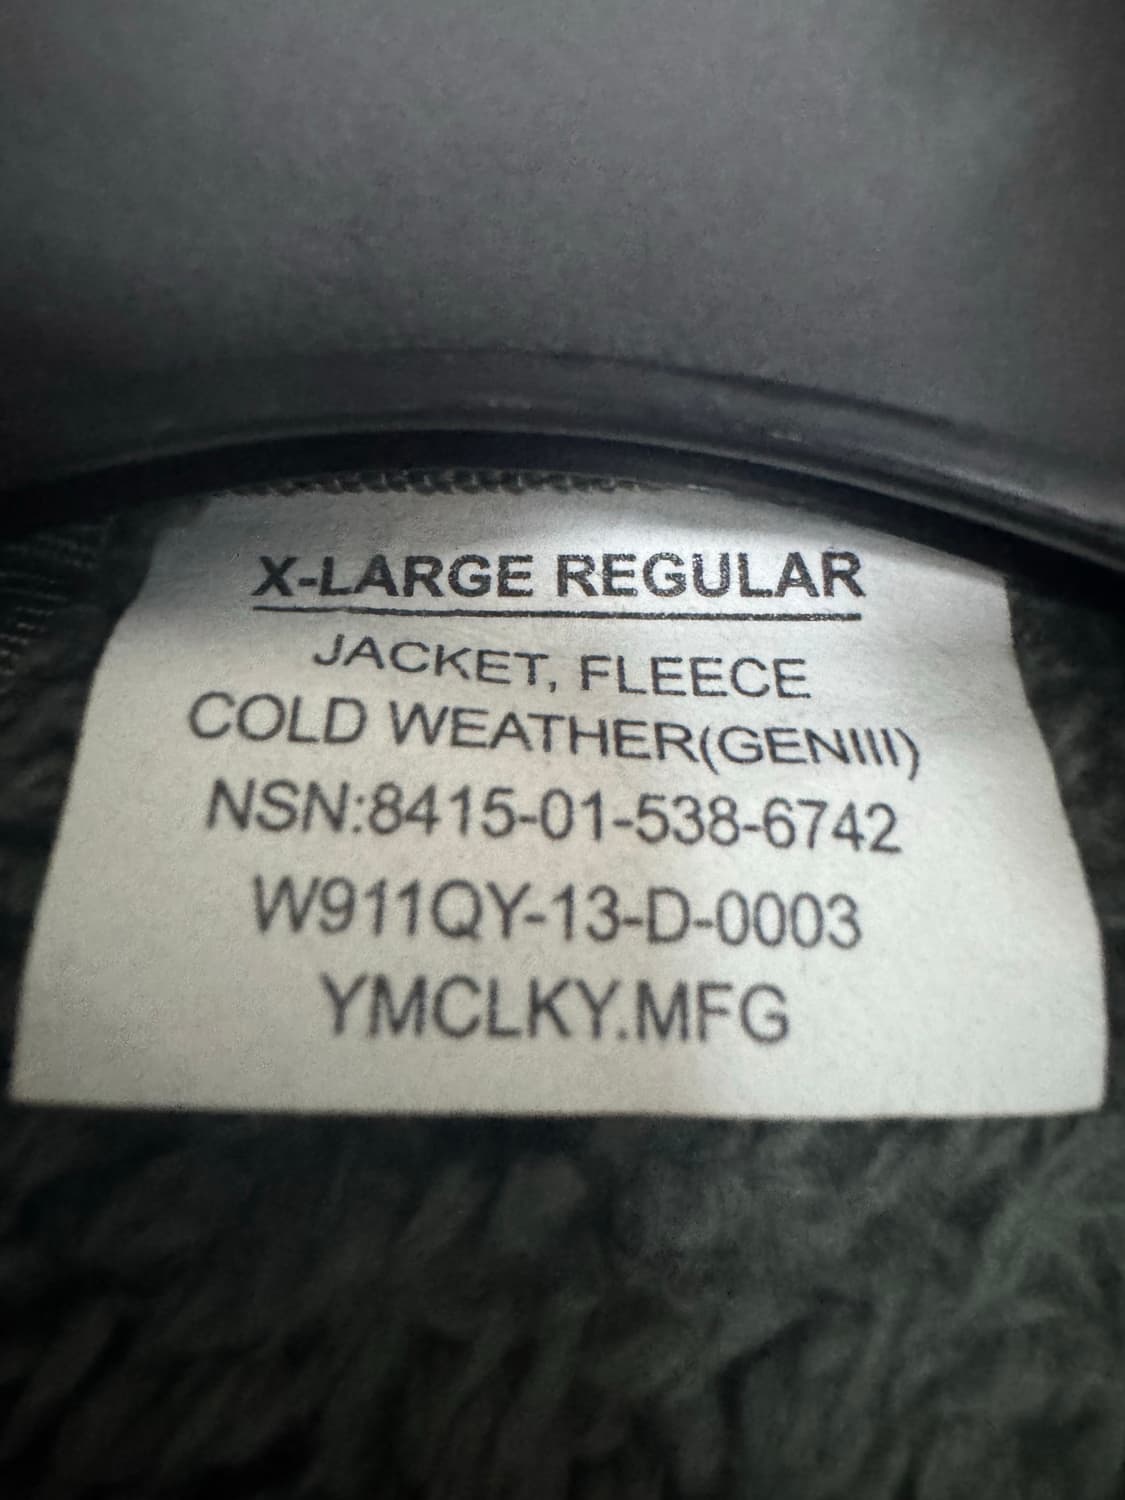 X-LARGE REGULAR
JACKET, FLEECE
COLD WEATHER(GENIII)
NSN:8415-01-538-6742
W911QY-13-D-0003
YMCLKY.MFG